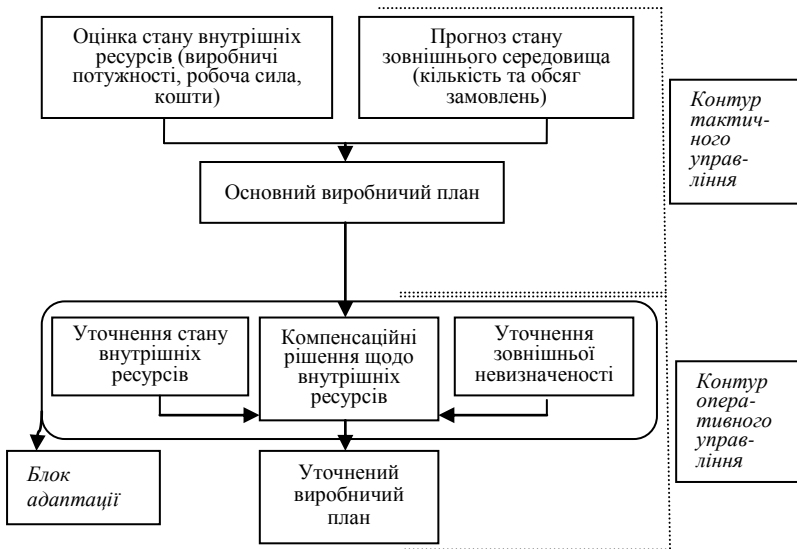 Оцінка стану внутрішніх
ресурсів (виробничі
потужності, робоча сила,
кошти)
Прогноз стану
зовнішнього середовища
(кількість та обсяг
замовлень)
Контур
тактич-
ного
управ-
ління
Основний виробничий план
Уточнення стану
внутрішніх
ресурсів
Компенсаційні
рішення щодо
внутрішніх
ресурсів
Уточнення
зовнішньої
невизначеності
Контур
опера-
тивного
управ-
ління
Блок
адаптації
Уточнений
виробничий
план